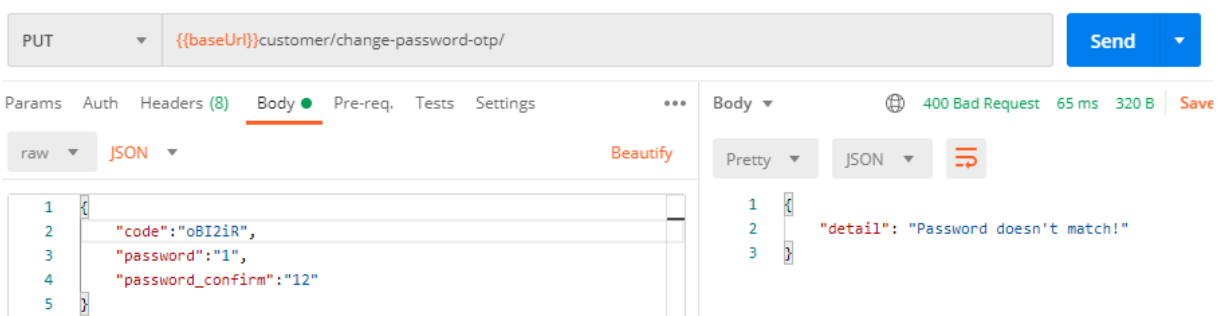 PUT {{baseUrl}}customer/change-password-otp/ Send
Params Auth Headers (8) Body Pre-req. Tests Settings
raw JSON Beautify
1 {
2 "code":"oBI2iR",
3 "password":"1",
4 "password_confirm":"12"
5 }
Body 400 Bad Request 65 ms 320 B Save
Pretty JSON
1 {
2 "detail": "Password doesn't match!"
3 }